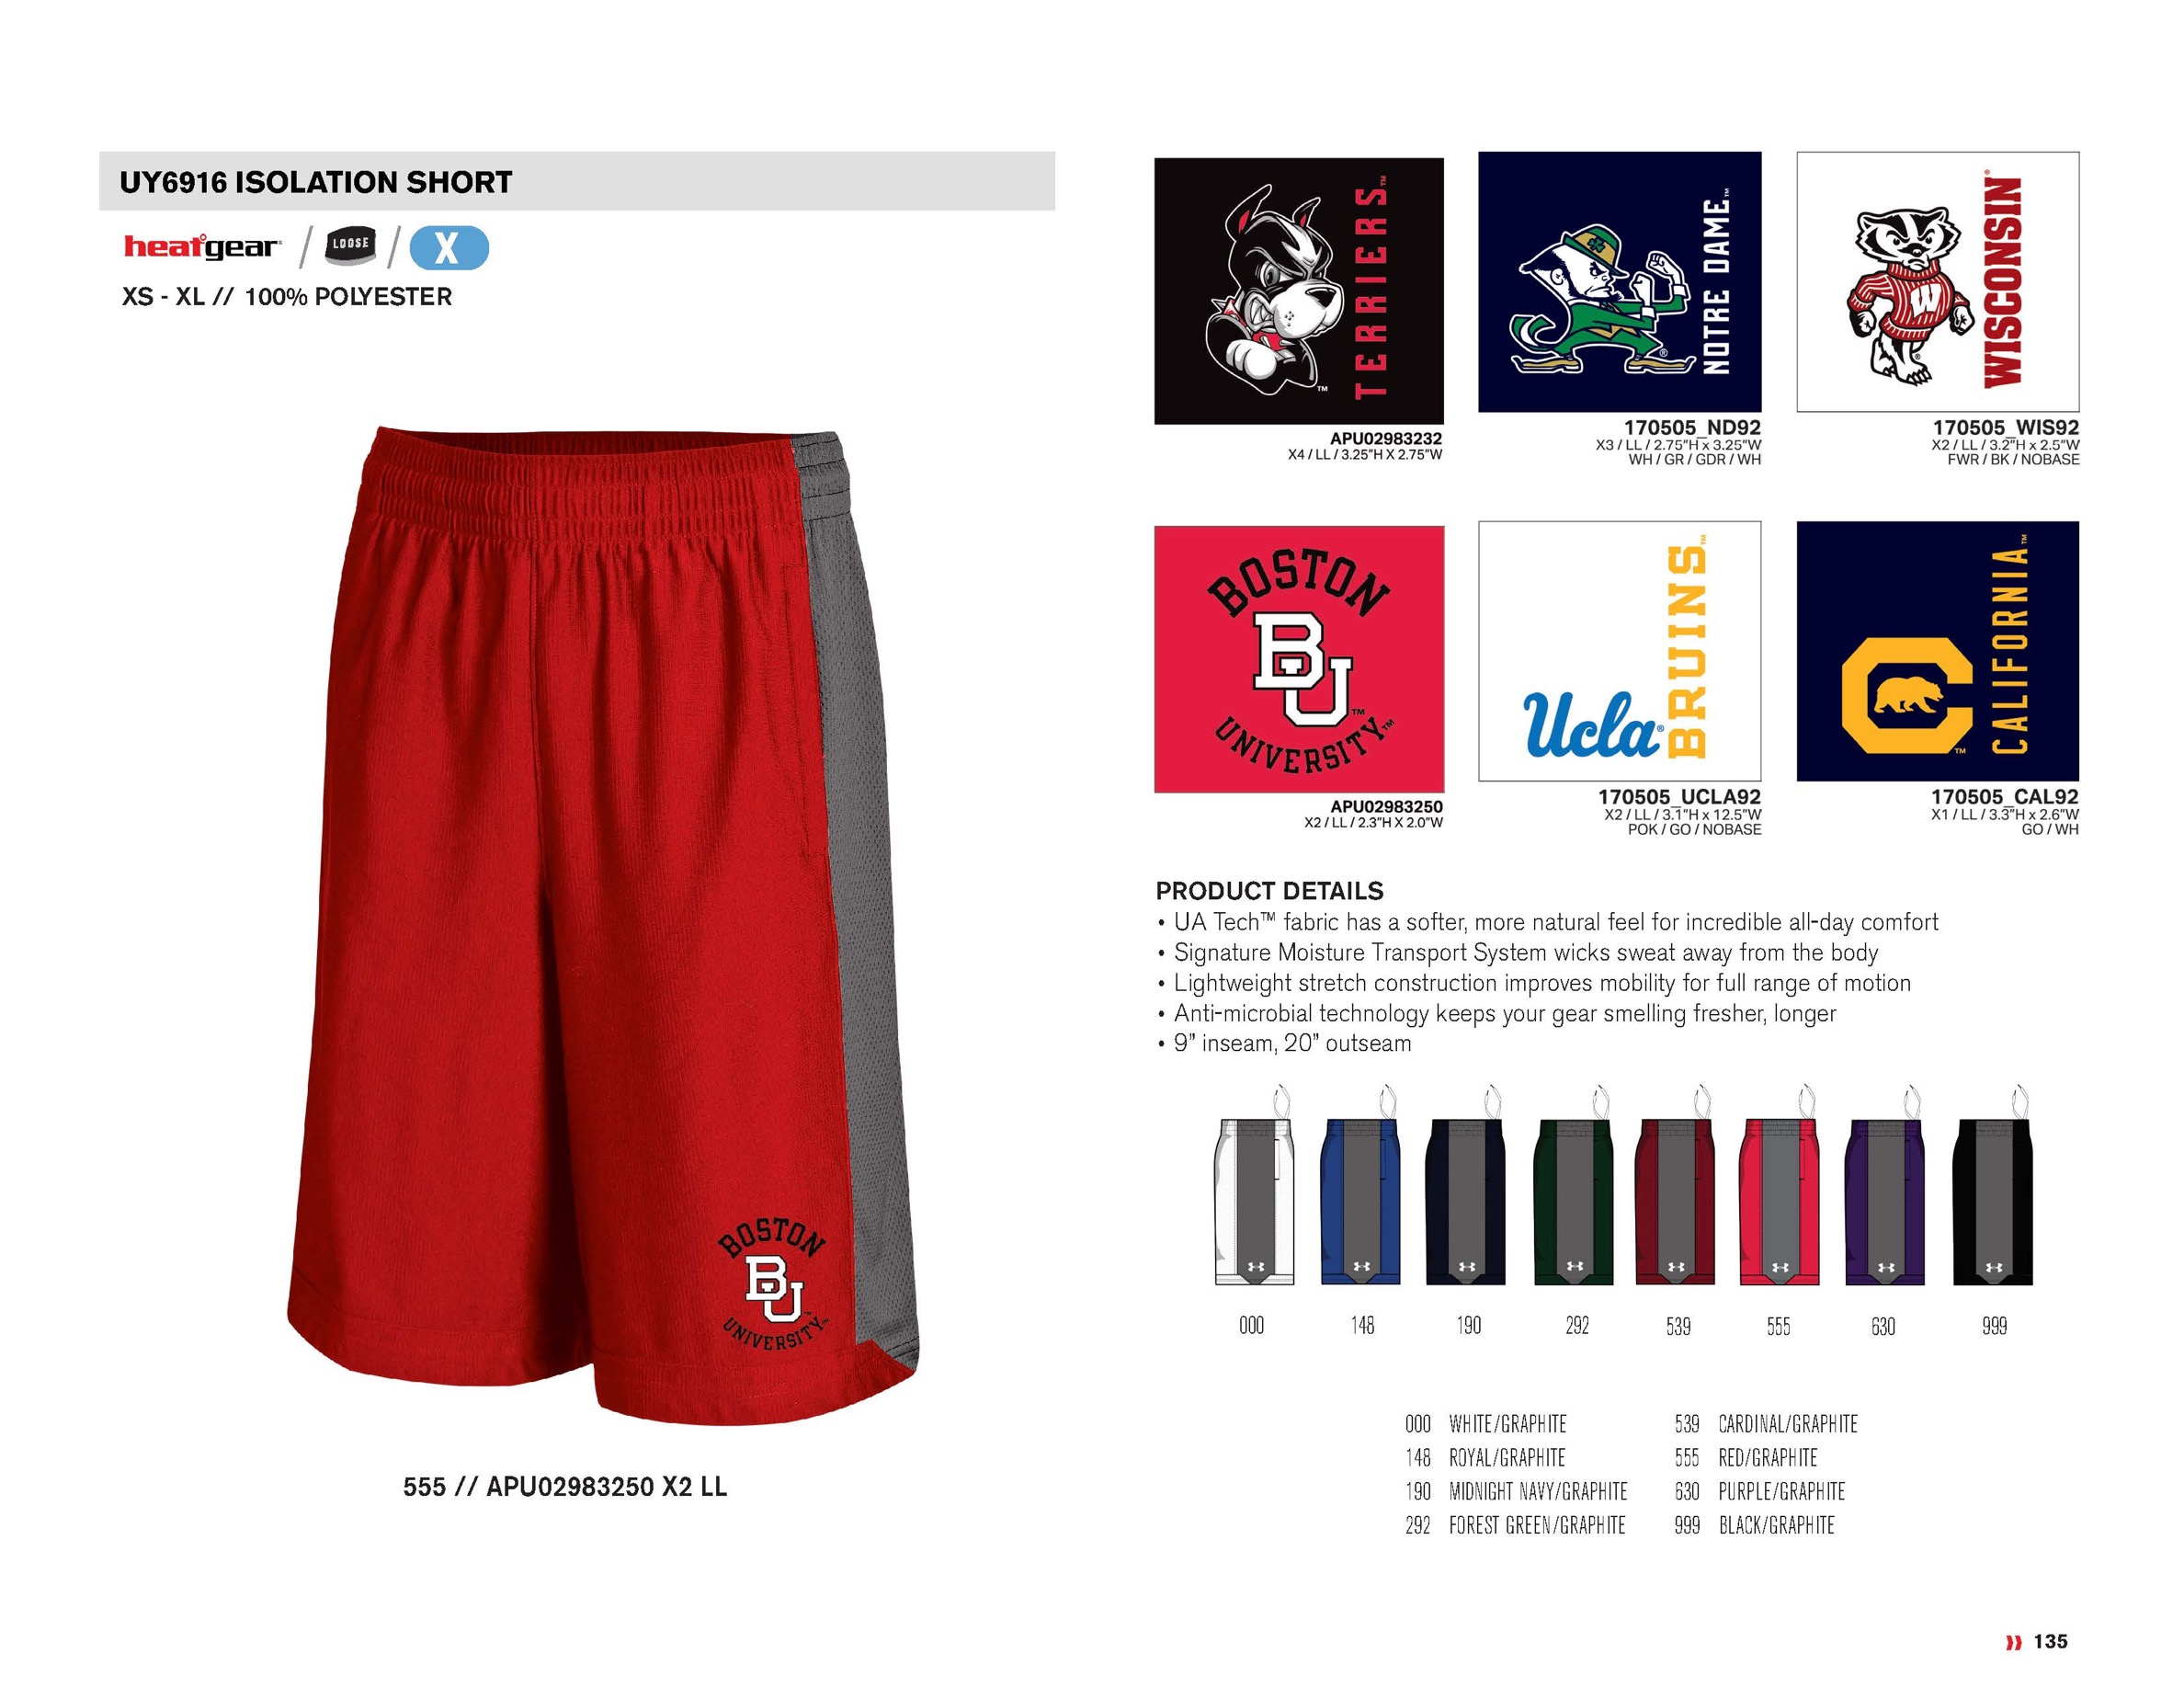 UY6916 ISOLATION SHORT
heatgear / LOOSE / X
XS - XL // 100% POLYESTER
BOSTON
BU
UNIVERSITY™
555 // APU02983250 X2 LL
TERRIERS™
™
APU02983232
X4 / LL / 3.25"H X 2.75"W
NOTRE DAME™
®
170505_ND92
X3 / LL / 2.75"H x 3.25"W
WH / GR / GDR / WH
W
WISCONSIN®
®
170505_WIS92
X2 / LL / 3.2"H x 2.5"W
FWR / BK / NOBASE
BOSTON
BU™
UNIVERSITY™
APU02983250
X2 / LL / 2.3"H X 2.0"W
Ucla®
BRUINS™
170505_UCLA92
X2 / LL / 3.1"H x 12.5"W
POK / GO / NOBASE
C™
CALIFORNIA™
170505_CAL92
X1 / LL / 3.3"H x 2.6"W
GO / WH
PRODUCT DETAILS
• UA Tech™ fabric has a softer, more natural feel for incredible all-day comfort
• Signature Moisture Transport System wicks sweat away from the body
• Lightweight stretch construction improves mobility for full range of motion
• Anti-microbial technology keeps your gear smelling fresher, longer
• 9" inseam, 20" outseam
000 148 190 292 539 555 630 999
000 WHITE/GRAPHITE
148 ROYAL/GRAPHITE
190 MIDNIGHT NAVY/GRAPHITE
292 FOREST GREEN/GRAPHITE
539 CARDINAL/GRAPHITE
555 RED/GRAPHITE
630 PURPLE/GRAPHITE
999 BLACK/GRAPHITE
135